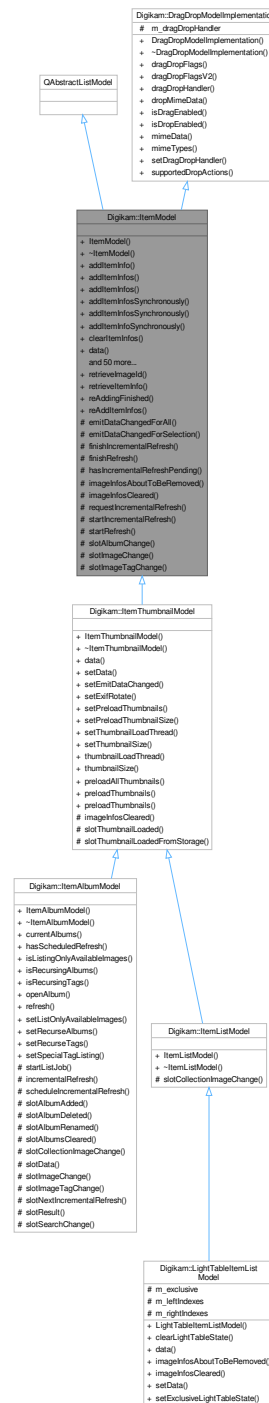 Digikam::DragDropModelImplementation
# m_dragDropHandler
+ DragDropModelImplementation()
+ ~DragDropModelImplementation()
+ dragDropFlags()
+ dragDropFlagsV2()
+ dragDropHandler()
+ dropMimeData()
+ isDragEnabled()
+ isDropEnabled()
+ mimeData()
+ mimeTypes()
+ setDragDropHandler()
+ supportedDropActions()
QAbstractListModel
Digikam::ItemModel
+ ItemModel()
+ ~ItemModel()
+ addItemInfo()
+ addItemInfos()
+ addItemInfos()
+ addItemInfosSynchronously()
+ addItemInfosSynchronously()
+ addItemInfoSynchronously()
+ clearItemInfos()
+ data()
and 50 more...
+ retrieveImageId()
+ retrieveItemInfo()
+ reAddingFinished()
+ reAddItemInfos()
# emitDataChangedForAll()
# emitDataChangedForSelection()
# finishIncrementalRefresh()
# finishRefresh()
# hasIncrementalRefreshPending()
# imageInfosAboutToBeRemoved()
# imageInfosCleared()
# requestIncrementalRefresh()
# startIncrementalRefresh()
# startRefresh()
# slotAlbumChange()
# slotImageChange()
# slotImageTagChange()
Digikam::ItemThumbnailModel
+ ItemThumbnailModel()
+ ~ItemThumbnailModel()
+ data()
+ setData()
+ setEmitDataChanged()
+ setExifRotate()
+ setPreloadThumbnails()
+ setPreloadThumbnailSize()
+ setThumbnailLoadThread()
+ setThumbnailSize()
+ thumbnailLoadThread()
+ thumbnailSize()
+ preloadAllThumbnails()
+ preloadThumbnails()
+ preloadThumbnails()
# imageInfosCleared()
# slotThumbnailLoaded()
# slotThumbnailLoadedFromStorage()
Digikam::ItemAlbumModel
+ ItemAlbumModel()
+ ~ItemAlbumModel()
+ currentAlbums()
+ hasScheduledRefresh()
+ isListingOnlyAvailableImages()
+ isRecursingAlbums()
+ isRecursingTags()
+ openAlbum()
+ refresh()
+ setListOnlyAvailableImages()
+ setRecurseAlbums()
+ setRecurseTags()
+ setSpecialTagListing()
# startListJob()
# incrementalRefresh()
# scheduleIncrementalRefresh()
# slotAlbumAdded()
# slotAlbumDeleted()
# slotAlbumRenamed()
# slotAlbumsCleared()
# slotCollectionImageChange()
# slotData()
# slotImageChange()
# slotImageTagChange()
# slotNextIncrementalRefresh()
# slotResult()
# slotSearchChange()
Digikam::ItemListModel
+ ItemListModel()
+ ~ItemListModel()
# slotCollectionImageChange()
Digikam::LightTableItemList
Model
# m_exclusive
# m_leftIndexes
# m_rightIndexes
+ LightTableItemListModel()
+ clearLightTableState()
+ data()
+ imageInfosAboutToBeRemoved()
+ imageInfosCleared()
+ setData()
+ setExclusiveLightTableState()